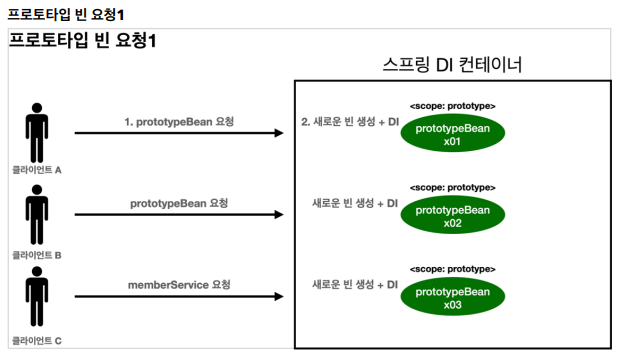 프로토타입 빈 요청1
프로토타입 빈 요청1
스프링 DI 컨테이너
<scope: prototype>
1. prototypeBean 요청
2. 새로운 빈 생성 + DI
prototypeBean
x01
클라이언트 A
<scope: prototype>
prototypeBean 요청
새로운 빈 생성 + DI
prototypeBean
x02
클라이언트 B
<scope: prototype>
memberService 요청
새로운 빈 생성 + DI
prototypeBean
x03
클라이언트 C